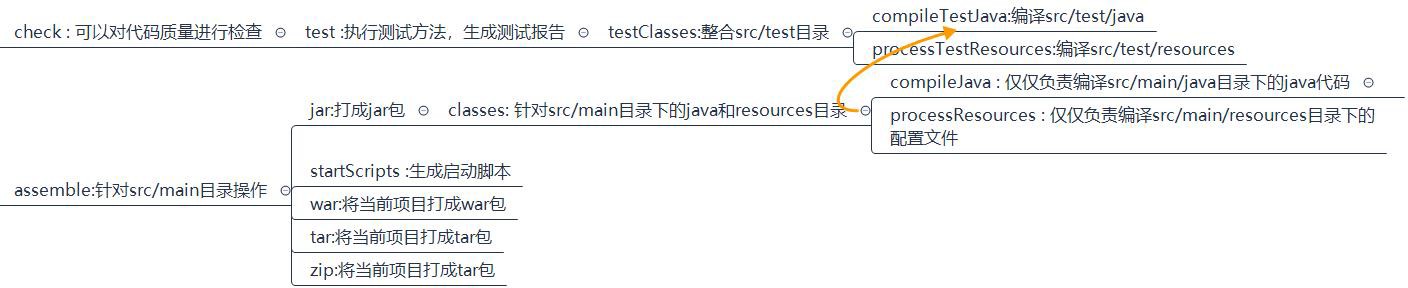 check : 可以对代码质量进行检查
test :执行测试方法，生成测试报告
testClasses:整合src/test目录
compileTestJava:编译src/test/java
processTestResources:编译src/test/resources
assemble:针对src/main目录操作
jar:打成jar包
classes: 针对src/main目录下的java和resources目录
compileJava : 仅仅负责编译src/main/java目录下的java代码
processResources : 仅仅负责编译src/main/resources目录下的
配置文件
startScripts :生成启动脚本
war:将当前项目打成war包
tar:将当前项目打成tar包
zip:将当前项目打成tar包